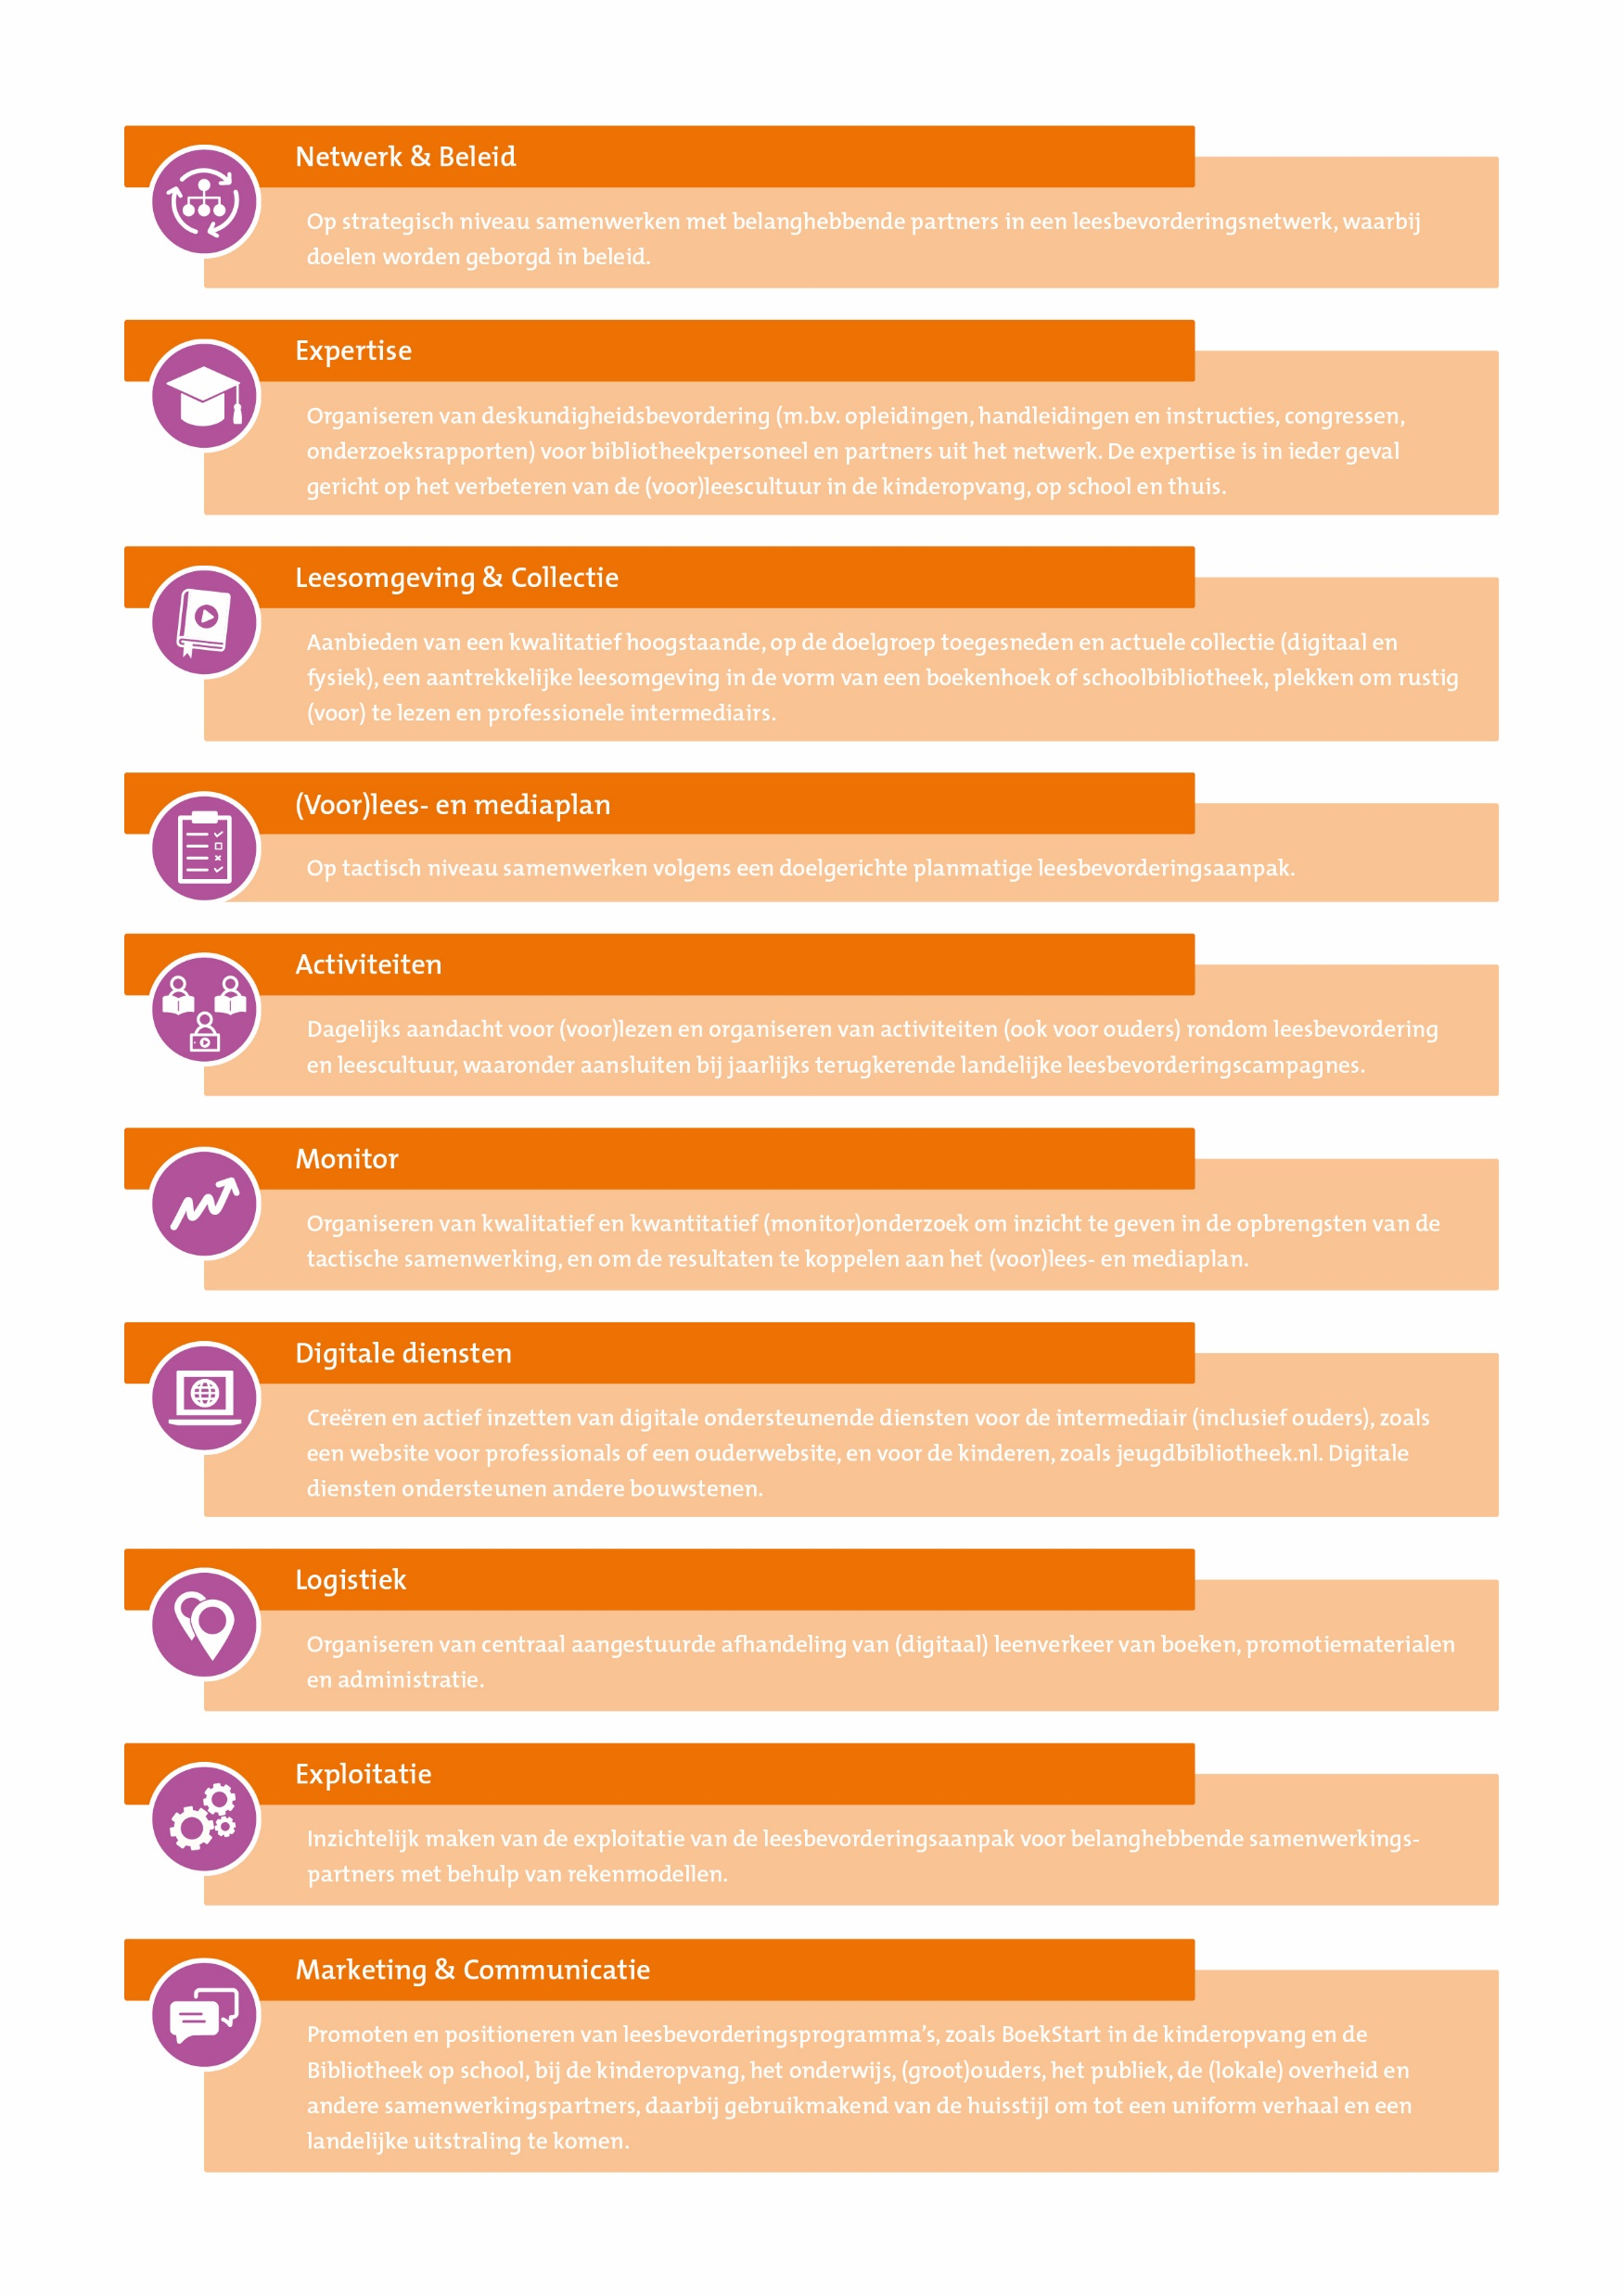 Netwerk & Beleid
Op strategisch niveau samenwerken met belanghebbende partners in een leesbevorderingsnetwerk, waarbij
doelen worden geborgd in beleid.
Expertise
Organiseren van deskundigheidsbevordering (m.b.v. opleidingen, handleidingen en instructies, congressen,
onderzoeksrapporten) voor bibliotheekpersoneel en partners uit het netwerk. De expertise is in ieder geval
gericht op het verbeteren van de (voor)leescultuur in de kinderopvang, op school en thuis.
Leesomgeving & Collectie
Aanbieden van een kwalitatief hoogstaande, op de doelgroep toegesneden en actuele collectie (digitaal en
fysiek), een aantrekkelijke leesomgeving in de vorm van een boekenhoek of schoolbibliotheek, plekken om rustig
(voor) te lezen en professionele intermediairs.
(Voor)lees- en mediaplan
Op tactisch niveau samenwerken volgens een doelgerichte planmatige leesbevorderingsaanpak.
Activiteiten
Dagelijks aandacht voor (voor)lezen en organiseren van activiteiten (ook voor ouders) rondom leesbevordering
en leescultuur, waaronder aansluiten bij jaarlijks terugkerende landelijke leesbevorderingscampagnes.
Monitor
Organiseren van kwalitatief en kwantitatief (monitor)onderzoek om inzicht te geven in de opbrengsten van de
tactische samenwerking, en om de resultaten te koppelen aan het (voor)lees- en mediaplan.
Digitale diensten
Creëren en actief inzetten van digitale ondersteunende diensten voor de intermediair (inclusief ouders), zoals
een website voor professionals of een ouderwebsite, en voor de kinderen, zoals jeugdbibliotheek.nl. Digitale
diensten ondersteunen andere bouwstenen.
Logistiek
Organiseren van centraal aangestuurde afhandeling van (digitaal) leenverkeer van boeken, promotiematerialen
en administratie.
Exploitatie
Inzichtelijk maken van de exploitatie van de leesbevorderingsaanpak voor belanghebbende samenwerkings-
partners met behulp van rekenmodellen.
Marketing & Communicatie
Promoten en positioneren van leesbevorderingsprogramma’s, zoals BoekStart in de kinderopvang en de
Bibliotheek op school, bij de kinderopvang, het onderwijs, (groot)ouders, het publiek, de (lokale) overheid en
andere samenwerkingspartners, daarbij gebruikmakend van de huisstijl om tot een uniform verhaal en een
landelijke uitstraling te komen.